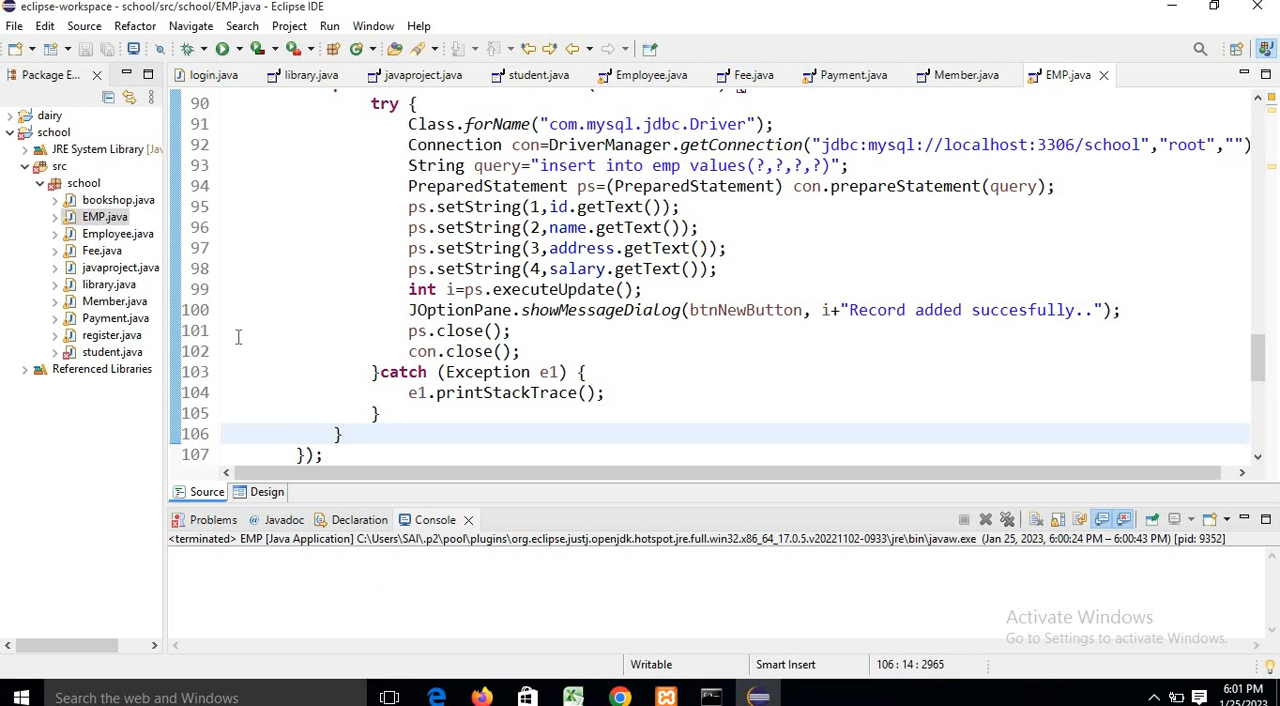 eclipse-workspace - school/src/school/EMP.java - Eclipse IDE
File Edit Source Refactor Navigate Search Project Run Window Help
Package E...
login.java library.java javaproject.java student.java Employee.java Fee.java Payment.java Member.java EMP.java
dairy
school
JRE System Library [Jav
src
school
bookshop.java
EMP.java
Employee.java
Fee.java
javaproject.java
library.java
Member.java
Payment.java
register.java
student.java
Referenced Libraries
90 try {
91 Class.forName("com.mysql.jdbc.Driver");
92 Connection con=DriverManager.getConnection("jdbc:mysql://localhost:3306/school","root","")
93 String query="insert into emp values(?,?,?,?)";
94 PreparedStatement ps=(PreparedStatement) con.prepareStatement(query);
95 ps.setString(1,id.getText());
96 ps.setString(2,name.getText());
97 ps.setString(3,address.getText());
98 ps.setString(4,salary.getText());
99 int i=ps.executeUpdate();
100 JOptionPane.showMessageDialog(btnNewButton, i+"Record added succesfully..");
101 ps.close();
102 con.close();
103 }catch (Exception e1) {
104 e1.printStackTrace();
105 }
106 }
107 });
Source Design
Problems @ Javadoc Declaration Console
<terminated> EMP [Java Application] C:\Users\SAI\.p2\pool\plugins\org.eclipse.justj.openjdk.hotspot.jre.full.win32.x86_64_17.0.5.v20221102-0933\jre\bin\javaw.exe (Jan 25, 2023, 6:00:24 PM – 6:00:43 PM) [pid: 9352]
Activate Windows
Go to Settings to activate Windows.
Writable Smart Insert 106 : 14 : 2965
Search the web and Windows
6:01 PM
1/25/2023